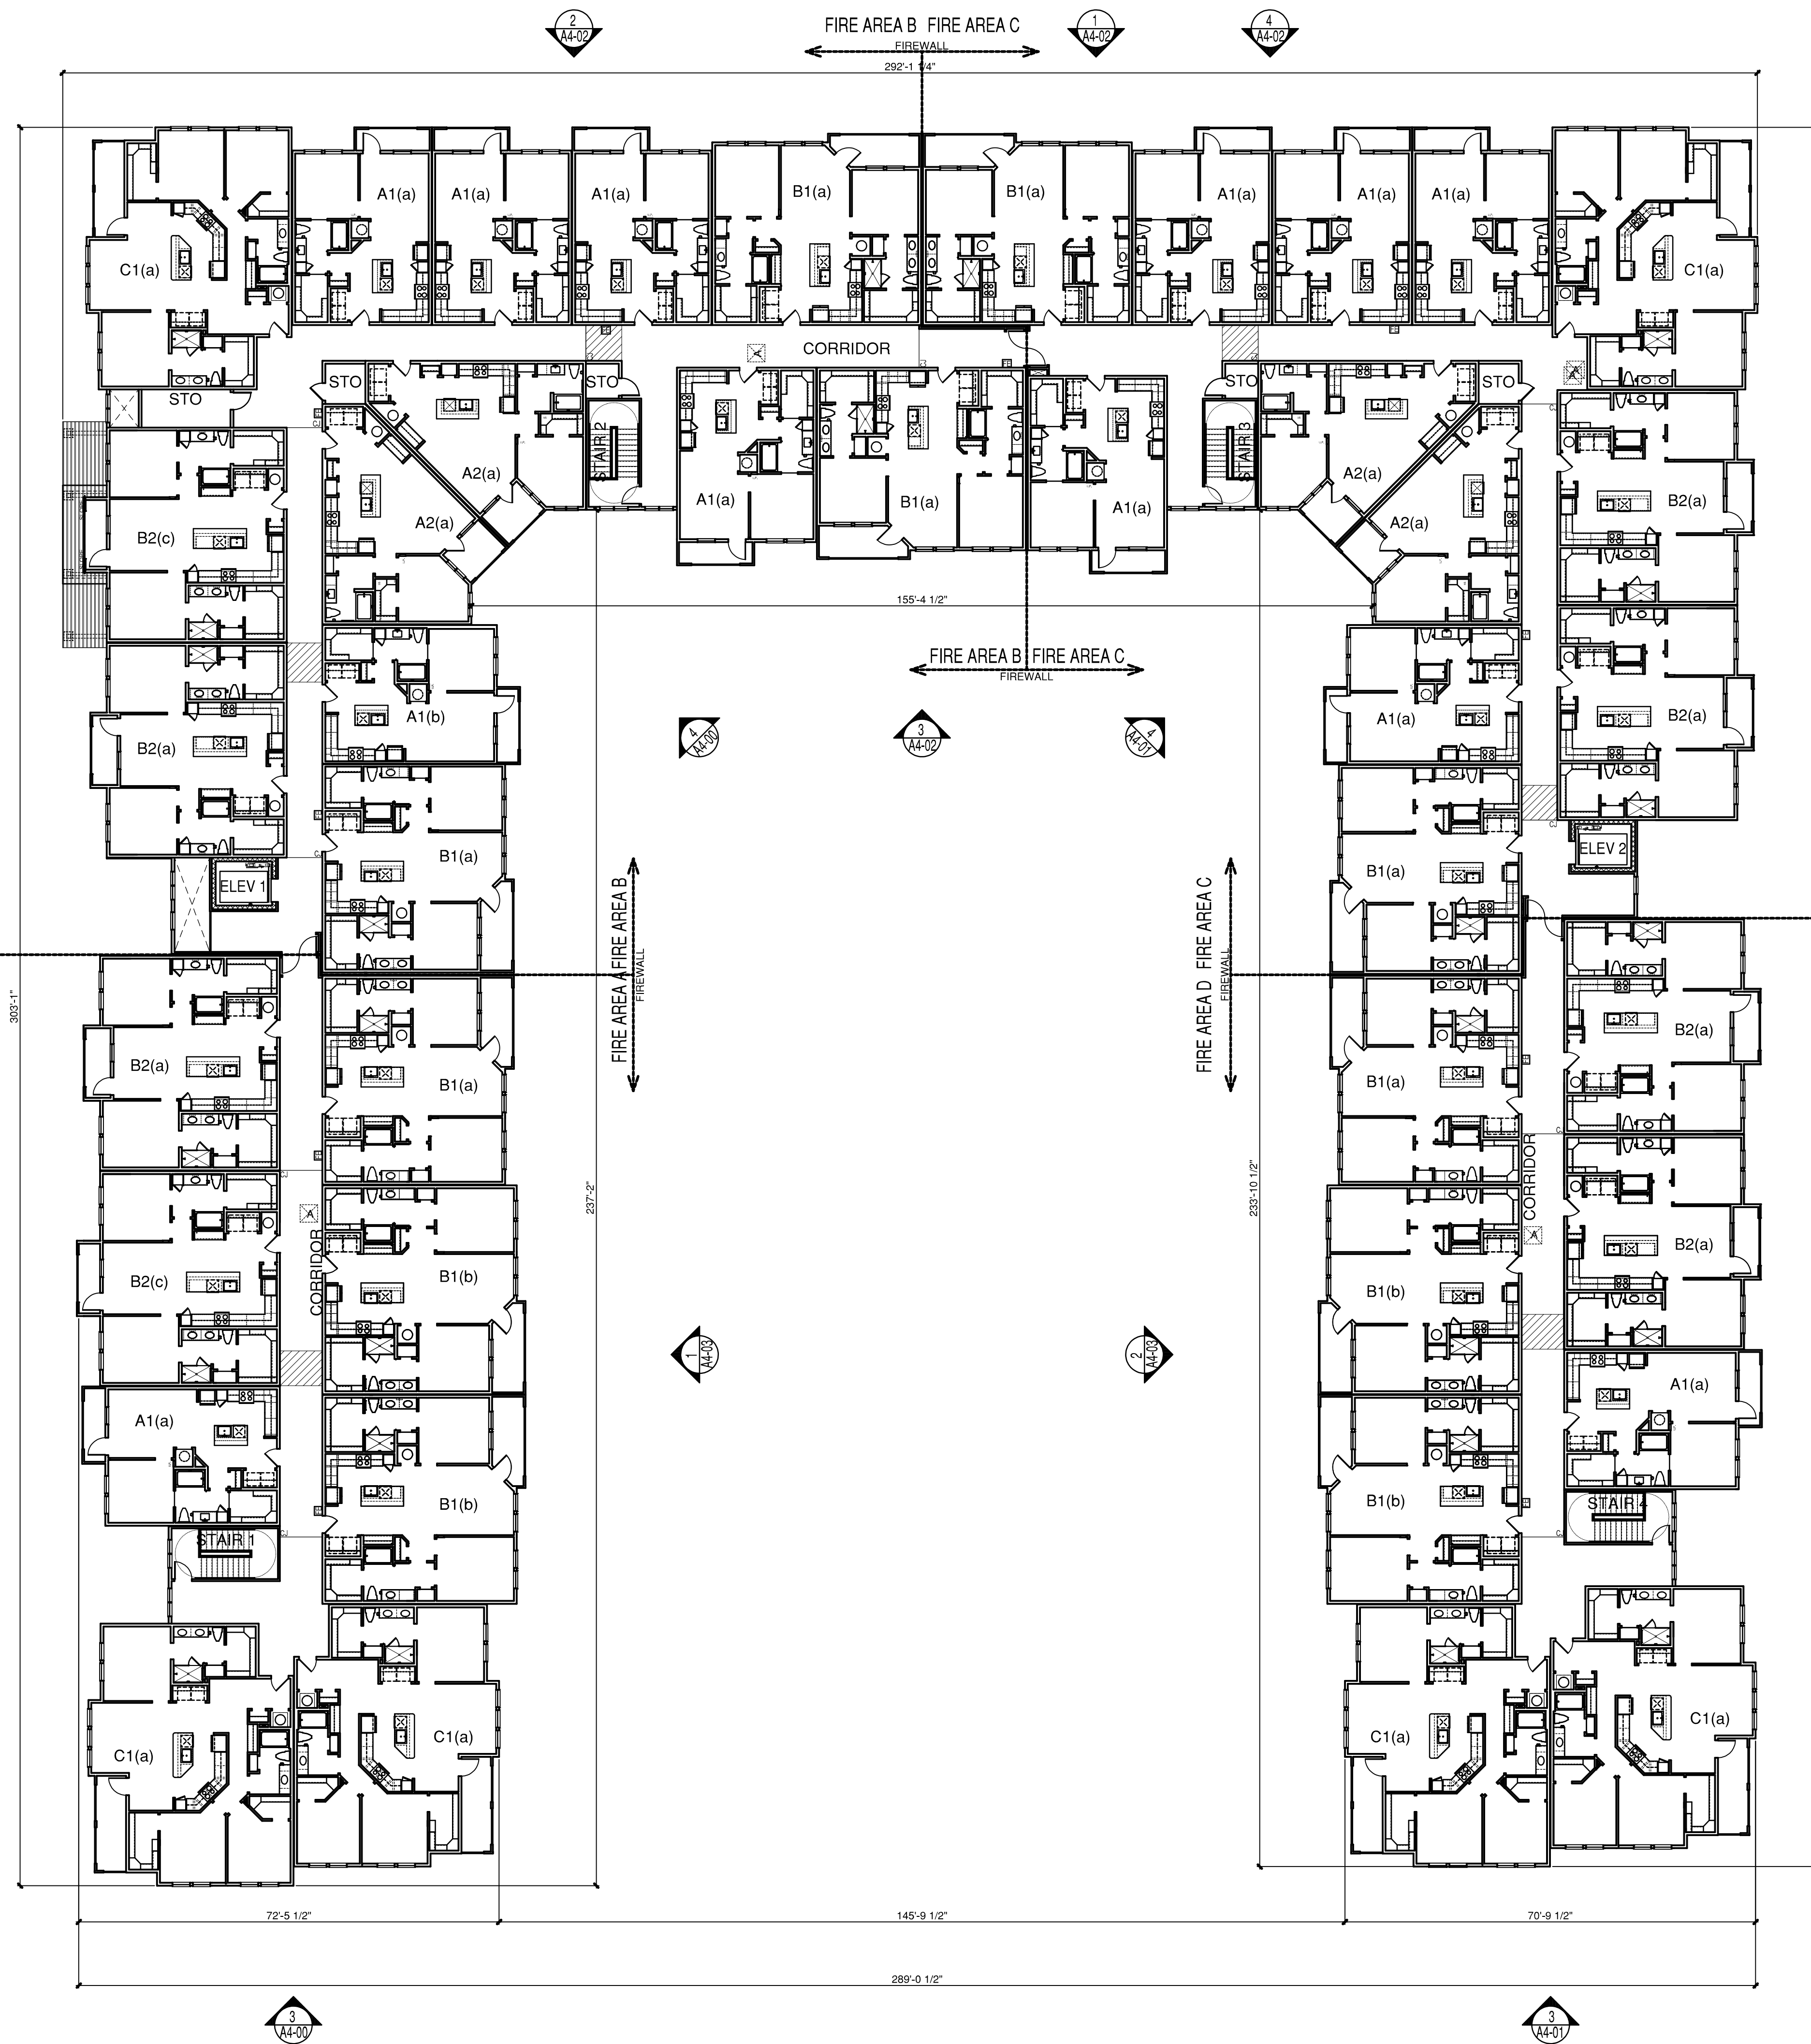 2
A4-02
FIRE AREA B FIRE AREA C
FIREWALL
1
A4-02
4
A4-02
292'-1 1/4"
A1(a)
A1(a)
A1(a)
B1(a)
B1(a)
A1(a)
A1(a)
A1(a)
C1(a)
C1(a)
CORRIDOR
A
A
STO
STO
STO
STO
STO
STAIR 2
STAIR 3
A2(a)
A2(a)
A1(a)
B1(a)
A1(a)
A2(a)
A2(a)
B2(c)
B2(a)
155'-4 1/2"
FIRE AREA B FIRE AREA C
FIREWALL
A1(b)
A1(a)
B2(a)
B2(a)
4
A4-00
3
A4-02
4
A4-01
B1(a)
B1(a)
ELEV 1
ELEV 2
FIRE AREA A FIRE AREA B
FIREWALL
FIRE AREA D FIRE AREA C
FIREWALL
303'-1"
B2(a)
B1(a)
B1(a)
B2(a)
237'-2"
233'-10 1/2"
CORRIDOR
CORRIDOR
A
A
B2(c)
B1(b)
B1(b)
B2(a)
1
A4-03
2
A4-03
A1(a)
A1(a)
B1(b)
B1(b)
STAIR 1
STAIR 4
C1(a)
C1(a)
C1(a)
C1(a)
72'-5 1/2"
145'-9 1/2"
70'-9 1/2"
289'-0 1/2"
3
A4-00
3
A4-01